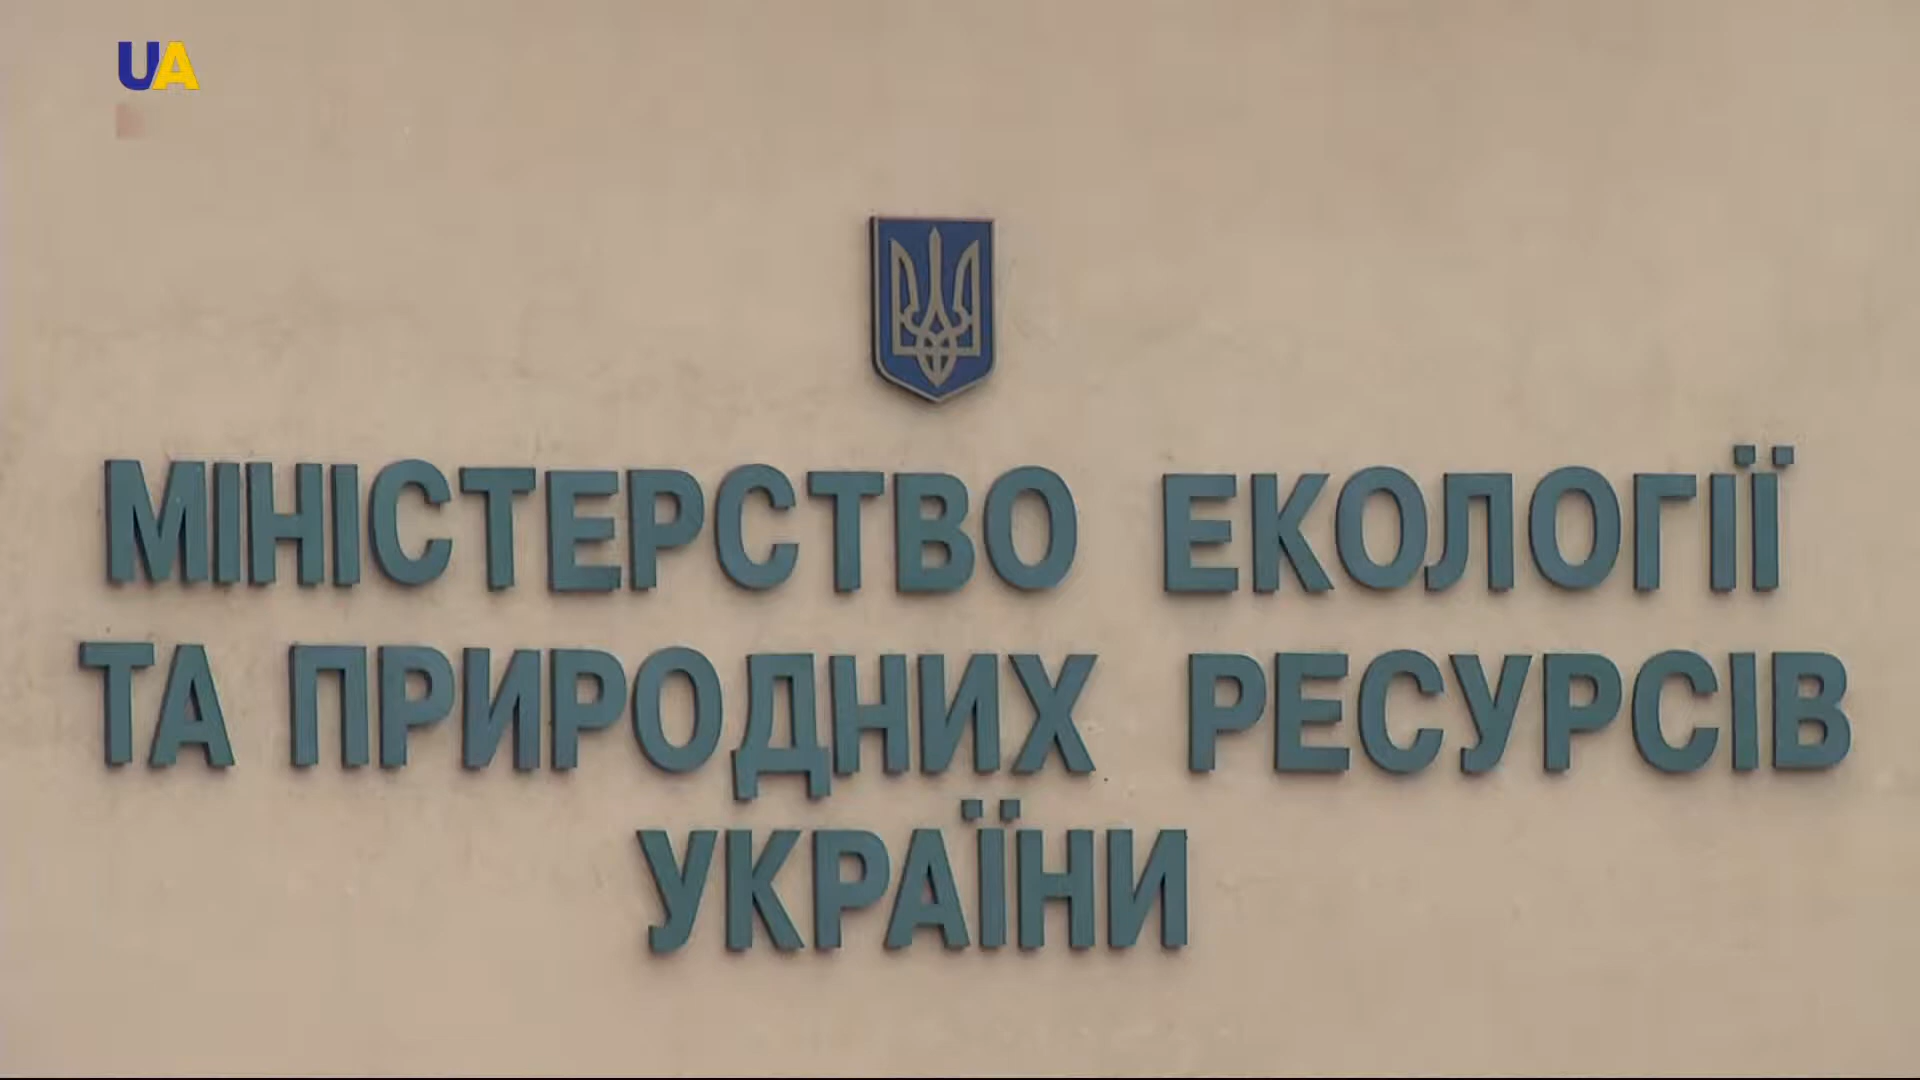 UA
МІНІСТЕРСТВО ЕКОЛОГІЇ
ТА ПРИРОДНИХ РЕСУРСІВ
УКРАЇНИ